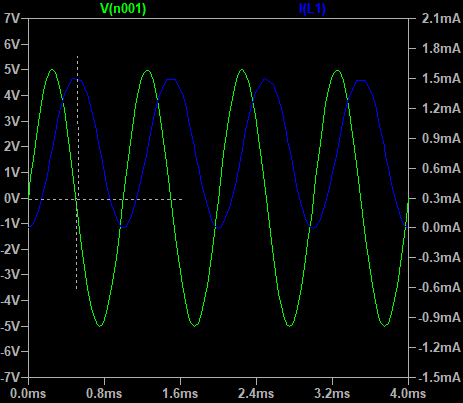 V(n001) I(L1)
7V 2.1mA
6V 1.8mA
5V 1.5mA
4V 1.2mA
3V 0.9mA
2V 0.6mA
1V 0.3mA
0V 0.0mA
-1V -0.3mA
-2V -0.6mA
-3V -0.9mA
-4V -1.2mA
-5V -1.5mA
-6V
-7V
0.0ms 0.8ms 1.6ms 2.4ms 3.2ms 4.0ms